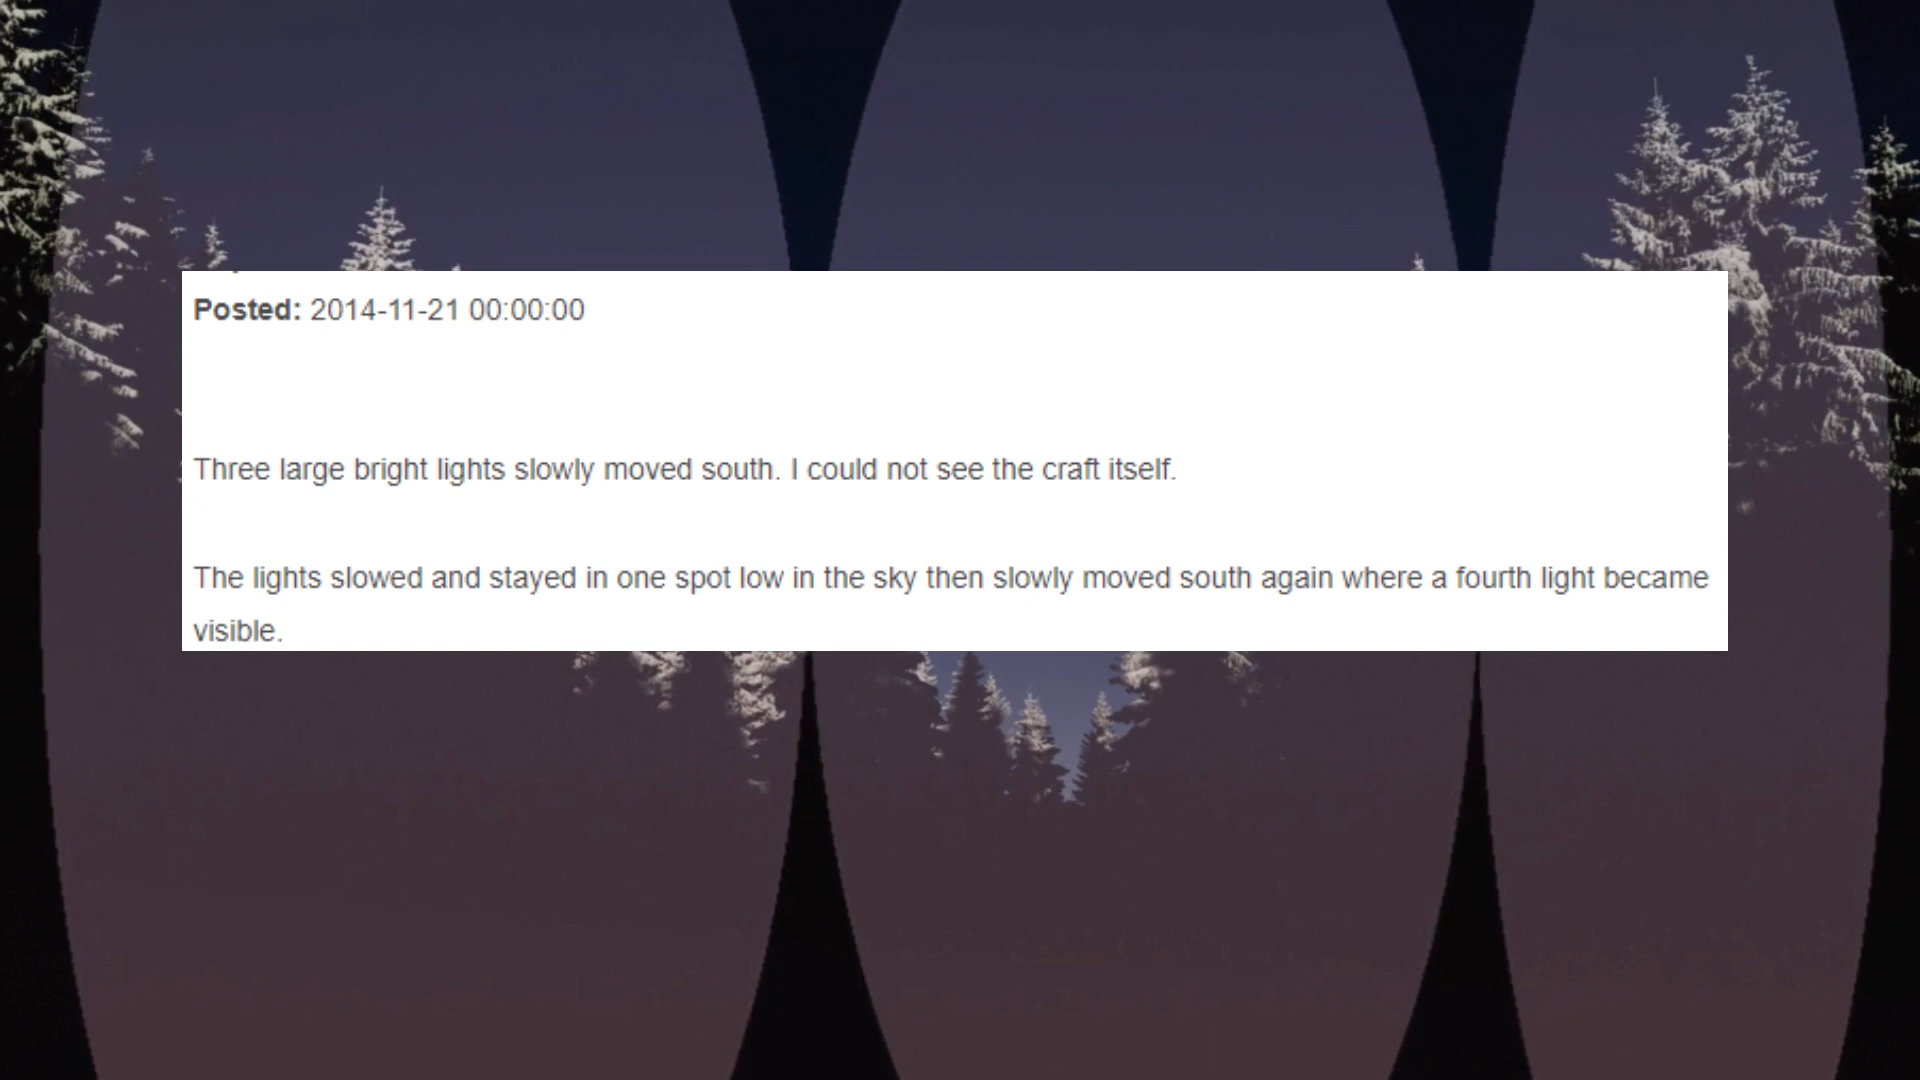 Posted: 2014-11-21 00:00:00
Three large bright lights slowly moved south. I could not see the craft itself.
The lights slowed and stayed in one spot low in the sky then slowly moved south again where a fourth light became
visible.